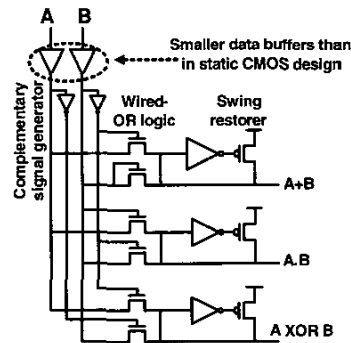 A B
Smaller data buffers than
in static CMOS design
Complementary
signal generator
Wired-
OR logic
Swing
restorer
A+B
A.B
A XOR B